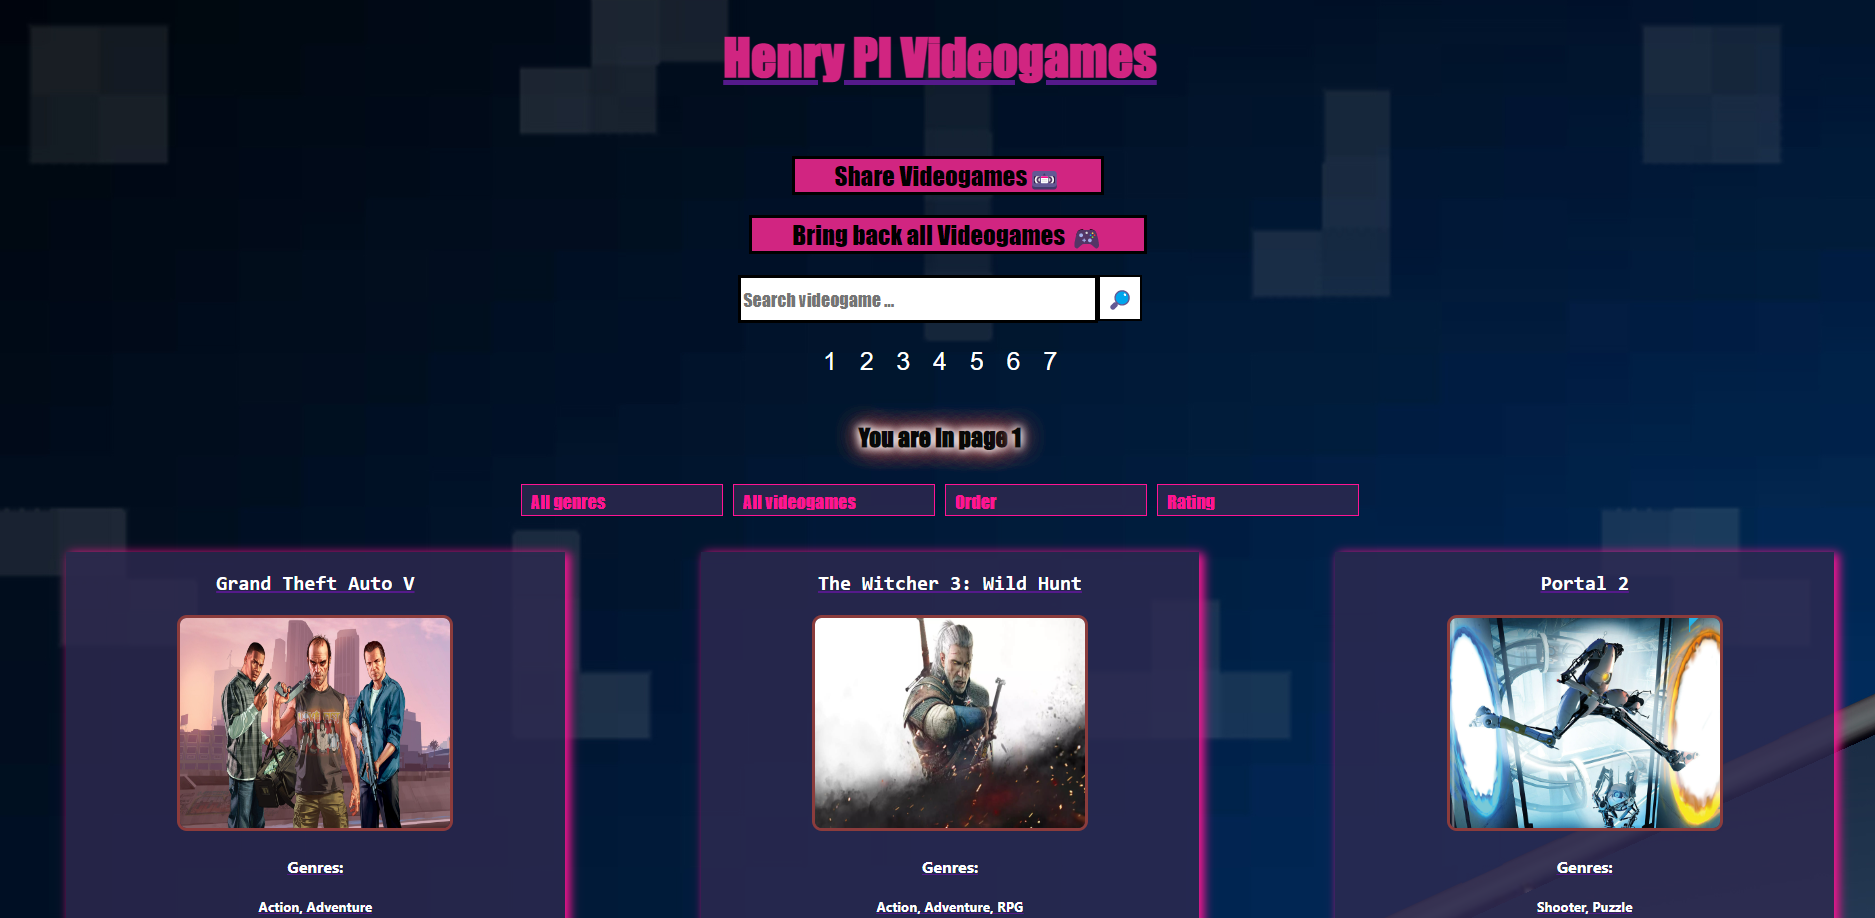 Henry PI Videogames
Share Videogames 📼
Bring back all Videogames 🎮
Search videogame ... 🔎
1 2 3 4 5 6 7
You are in page 1
All genres All videogames Order Rating
Grand Theft Auto V The Witcher 3: Wild Hunt Portal 2
Genres: Genres: Genres:
Action, Adventure Action, Adventure, RPG Shooter, Puzzle